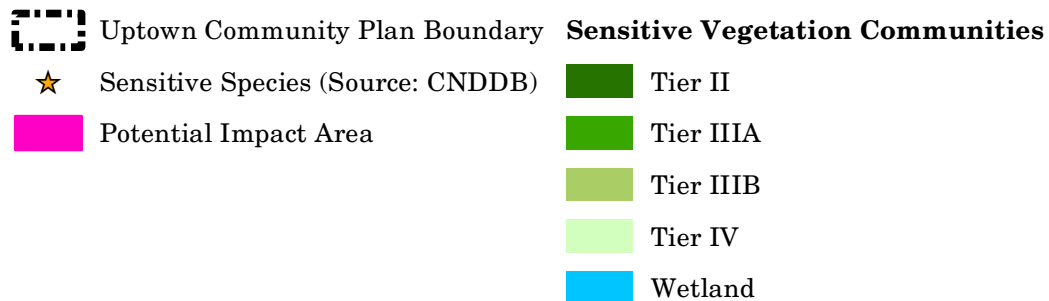 Uptown Community Plan Boundary
Sensitive Species (Source: CNDDB)
Potential Impact Area
Sensitive Vegetation Communities
Tier II
Tier IIIA
Tier IIIB
Tier IV
Wetland